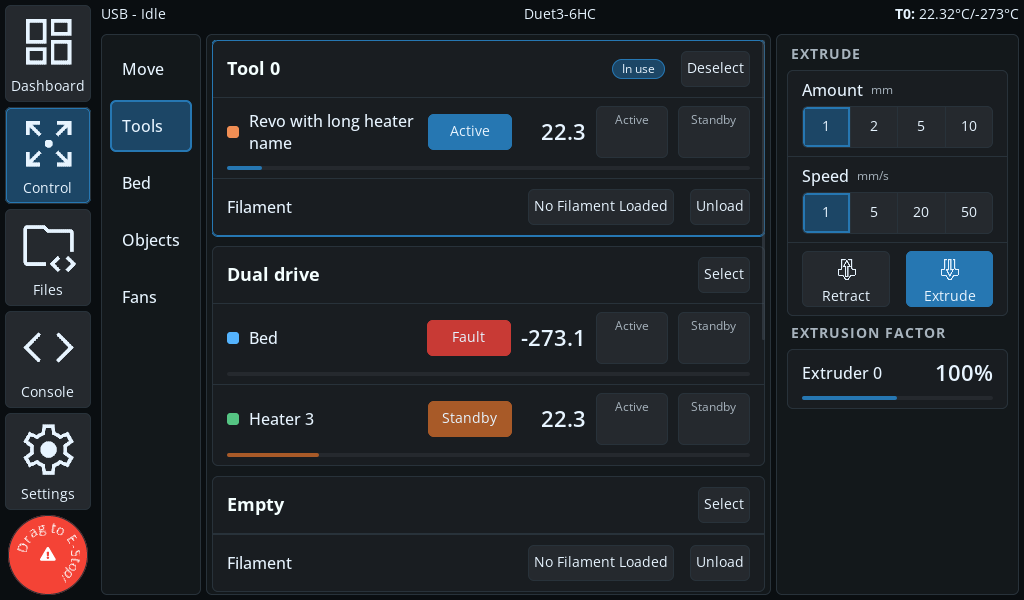 USB - Idle
Duet3-6HC
T0: 22.32°C/-273°C
Dashboard
Control
Files
Console
Settings
Drag to E-Stop!
Move
Tools
Bed
Objects
Fans
Tool 0
In use
Deselect
Revo with long heater
name
Active
22.3
Active
Standby
Filament
No Filament Loaded
Unload
Dual drive
Select
Bed
Fault
-273.1
Active
Standby
Heater 3
Standby
22.3
Active
Standby
Empty
Select
Filament
No Filament Loaded
Unload
EXTRUDE
Amount mm
1 2 5 10
Speed mm/s
1 5 20 50
Retract
Extrude
EXTRUSION FACTOR
Extruder 0
100%